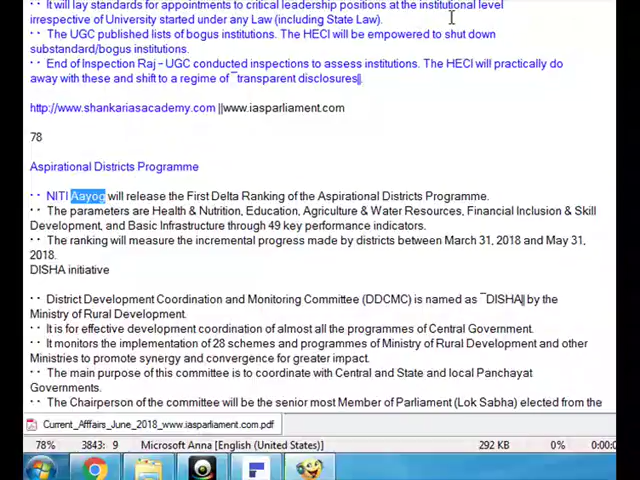 ·· It will lay standards for appointments to critical leadership positions at the institutional level
irrespective of University started under any Law (including State Law).
·· The UGC published lists of bogus institutions. The HECI will be empowered to shut down
substandard/bogus institutions.
·· End of Inspection Raj – UGC conducted inspections to assess institutions. The HECI will practically do
away with these and shift to a regime of ¯transparent disclosures‖.
http://www.shankariasacademy.com ||www.iasparliament.com
78
Aspirational Districts Programme
·· NITI Aayog will release the First Delta Ranking of the Aspirational Districts Programme.
·· The parameters are Health & Nutrition, Education, Agriculture & Water Resources, Financial Inclusion & Skill
Development, and Basic Infrastructure through 49 key performance indicators.
·· The ranking will measure the incremental progress made by districts between March 31, 2018 and May 31,
2018.
DISHA initiative
·· District Development Coordination and Monitoring Committee (DDCMC) is named as ¯DISHA‖ by the
Ministry of Rural Development.
·· It is for effective development coordination of almost all the programmes of Central Government.
·· It monitors the implementation of 28 schemes and programmes of Ministry of Rural Development and other
Ministries to promote synergy and convergence for greater impact.
·· The main purpose of this committee is to coordinate with Central and State and local Panchayat
Governments.
·· The Chairperson of the committee will be the senior most Member of Parliament (Lok Sabha) elected from the
Current_Afffairs_June_2018_www.iasparliament.com.pdf
78% 3843: 9 Microsoft Anna [English (United States)] 292 KB 0% 0:00:0